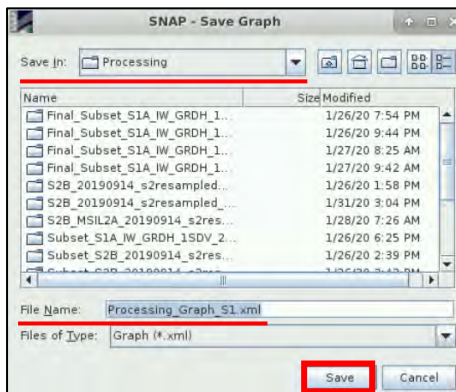 SNAP - Save Graph
Save In: Processing
Name Size Modified
Final_Subset_S1A_IW_GRDH_1... 1/26/20 7:54 PM
Final_Subset_S1A_IW_GRDH_1... 1/26/20 9:44 PM
Final_Subset_S1A_IW_GRDH_1... 1/27/20 8:25 AM
Final_Subset_S1A_IW_GRDH_1... 1/27/20 9:42 AM
S2B_20190914_s2resampled... 1/26/20 1:58 PM
S2B_20190914_s2resampled_... 1/31/20 3:04 PM
S2B_MSIL2A_20190914_s2res... 1/28/20 7:26 AM
Subset_S1A_IW_GRDH_1SDV_2... 1/26/20 6:25 PM
Subset_S2B_20190914_s2res... 1/26/20 2:39 PM
File Name: Processing_Graph_S1.xml
Files of Type: Graph (*.xml)
Save Cancel